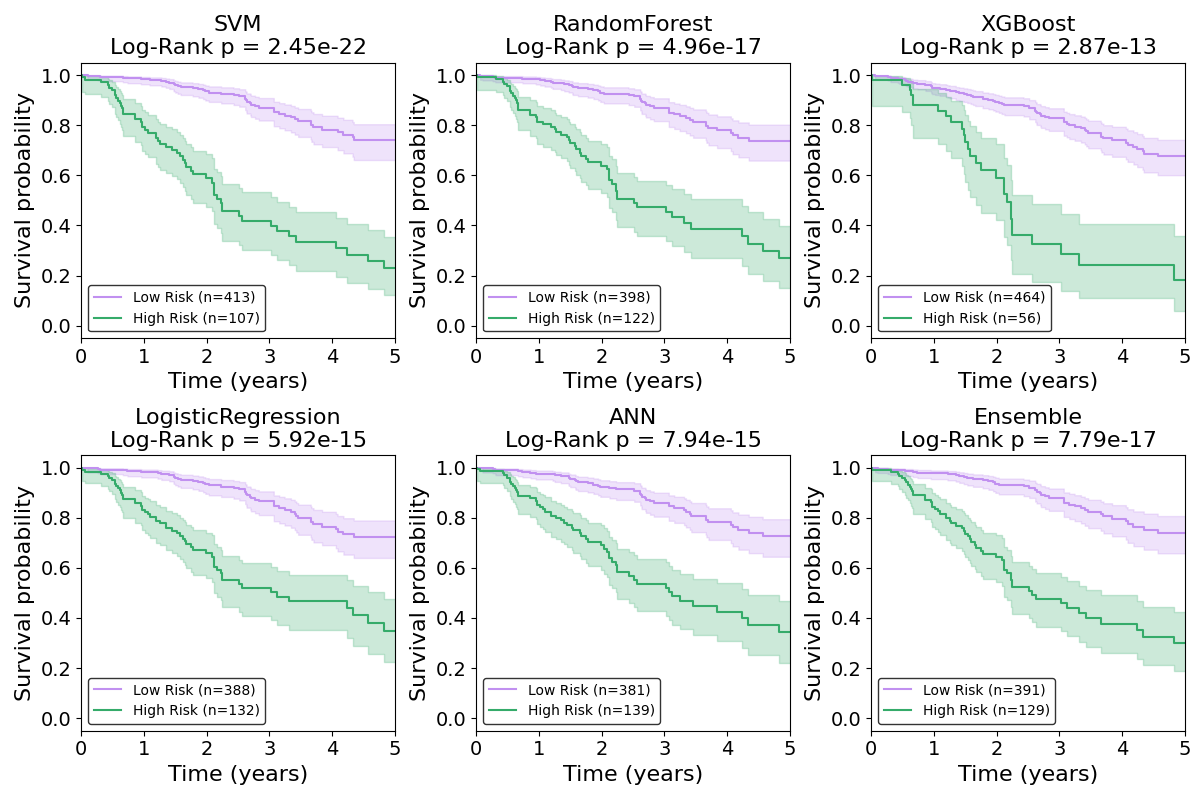 SVM
Log-Rank p = 2.45e-22
Survival probability
1.0
0.8
0.6
0.4
0.2
0.0
Low Risk (n=413)
High Risk (n=107)
0 1 2 3 4 5
Time (years)
RandomForest
Log-Rank p = 4.96e-17
Survival probability
1.0
0.8
0.6
0.4
0.2
0.0
Low Risk (n=398)
High Risk (n=122)
0 1 2 3 4 5
Time (years)
XGBoost
Log-Rank p = 2.87e-13
Survival probability
1.0
0.8
0.6
0.4
0.2
0.0
Low Risk (n=464)
High Risk (n=56)
0 1 2 3 4 5
Time (years)
LogisticRegression
Log-Rank p = 5.92e-15
Survival probability
1.0
0.8
0.6
0.4
0.2
0.0
Low Risk (n=388)
High Risk (n=132)
0 1 2 3 4 5
Time (years)
ANN
Log-Rank p = 7.94e-15
Survival probability
1.0
0.8
0.6
0.4
0.2
0.0
Low Risk (n=381)
High Risk (n=139)
0 1 2 3 4 5
Time (years)
Ensemble
Log-Rank p = 7.79e-17
Survival probability
1.0
0.8
0.6
0.4
0.2
0.0
Low Risk (n=391)
High Risk (n=129)
0 1 2 3 4 5
Time (years)